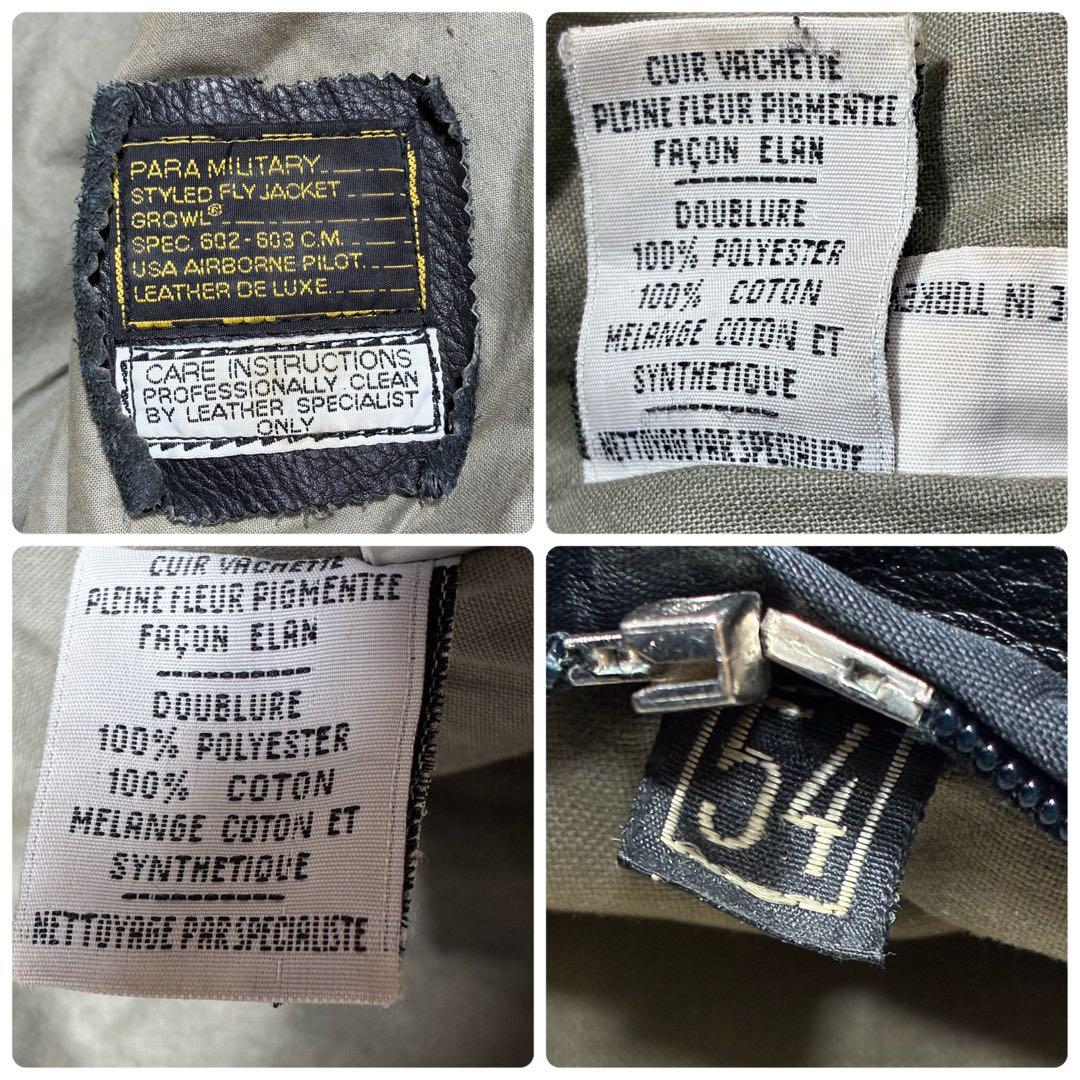 PARA MILITARY
STYLED FLY JACKET
GROWL®
SPEC. 602-603 C.M.
USA AIRBORNE PILOT
LEATHER DE LUXE
CARE INSTRUCTIONS
PROFESSIONALLY CLEAN
BY LEATHER SPECIALIST
ONLY
CUIR VACHETTE
PLEINE FLEUR PIGMENTEE
FAÇON ELAN
DOUBLURE
100% POLYESTER
100% COTON
MELANGE COTON ET
SYNTHETIQUE
NETTOYAGE PAR SPECIALISTE
E IN TURKE
CUIR VACHETTE
PLEINE FLEUR PIGMENTEE
FAÇON ELAN
DOUBLURE
100% POLYESTER
100% COTON
MELANGE COTON ET
SYNTHETIQUE
NETTOYAGE PAR SPECIALISTE
54